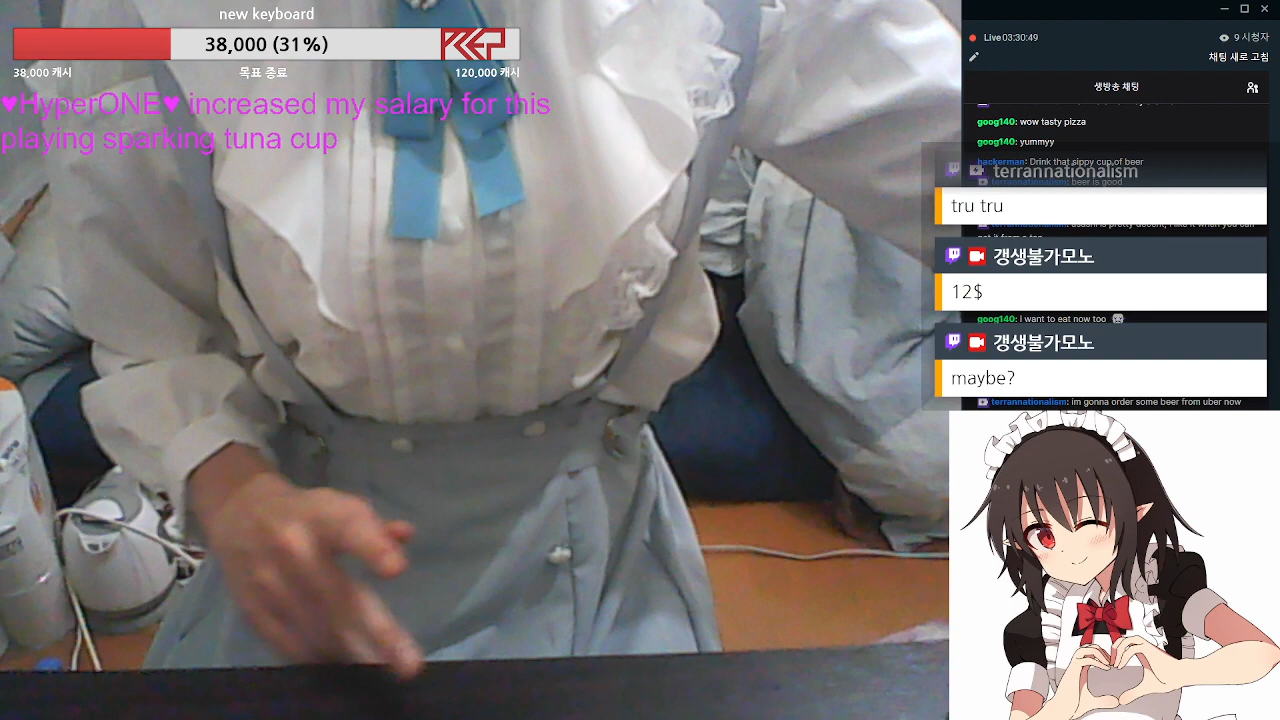 new keyboard
38,000 (31%)
38,000 캐시
목표 종료
120,000 캐시
♥HyperONE♥ increased my salary for this
playing sparking tuna cup
Live 03:30:49
9 시청자
채팅 새로 고침
생방송 채팅
goog140: wow tasty pizza
goog140: yummyy
hackerman: Drink that sippy cup of beer
terrannationalism
terrannationalism: beer is good
tru tru
갱생불가모노
12$
goog140: i want to eat now too
갱생불가모노
maybe?
terrannationalism: im gonna order some beer from uber now